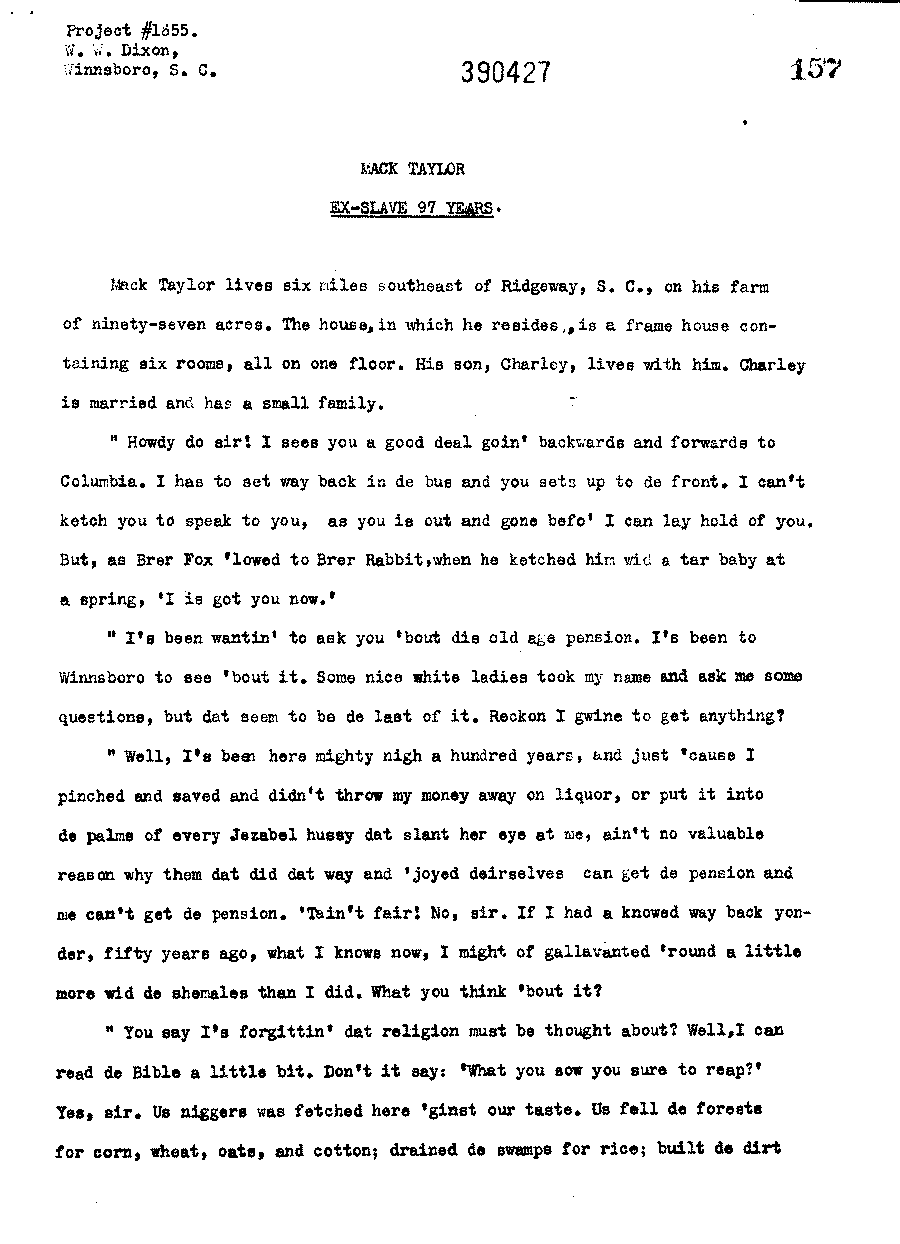 Project #1655.
W. W. Dixon,
Winnsboro, S. C.
390427
157
MACK TAYLOR
EX-SLAVE 97 YEARS.
Mack Taylor lives six miles southeast of Ridgeway, S. C., on his farm
of ninety-seven acres. The house, in which he resides,, is a frame house con-
taining six rooms, all on one floor. His son, Charley, lives with him. Charley
is married and has a small family.
" Howdy do sir! I sees you a good deal goin' backwards and forwards to
Columbia. I has to set way back in de bus and you sets up to de front. I can't
ketch you to speak to you, as you is out and gone befo' I can lay hold of you.
But, as Brer Fox 'lowed to Brer Rabbit, when he ketched him wid a tar baby at
a spring, 'I is got you now.'
" I's been wantin' to ask you 'bout dis old age pension. I's been to
Winnsboro to see 'bout it. Some nice white ladies took my name and ask me some
questions, but dat seem to be de last of it. Reckon I gwine to get anything?
" Well, I's been here mighty nigh a hundred years, and just 'cause I
pinched and saved and didn't throw my money away on liquor, or put it into
de palms of every Jezabel hussy dat slant her eye at me, ain't no valuable
reason why them dat did dat way and 'joyed deirselves can get de pension and
me can't get de pension. 'Tain't fair! No, sir. If I had a knowed way back yon-
der, fifty years ago, what I knows now, I might of gallavanted 'round a little
more wid de shemales than I did. What you think 'bout it?
" You say I's forgittin' dat religion must be thought about? Well, I can
read de Bible a little bit. Don't it say: 'What you sow you sure to reap?'
Yes, sir. Us niggers was fetched here 'ginst our taste. Us fell de forests
for corn, wheat, oats, and cotton; drained de swamps for rice; built de dirt